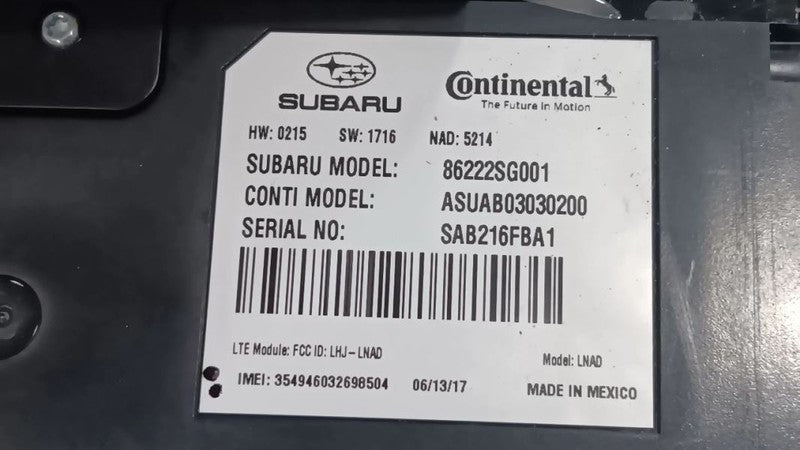 SUBARU
Continental
The Future in Motion
HW: 0215 SW: 1716 NAD: 5214
SUBARU MODEL: 86222SG001
CONTI MODEL: ASUAB03030200
SERIAL NO: SAB216FBA1
LTE Module: FCC ID: LHJ-LNAD Model: LNAD
IMEI: 354946032698504 06/13/17 MADE IN MEXICO